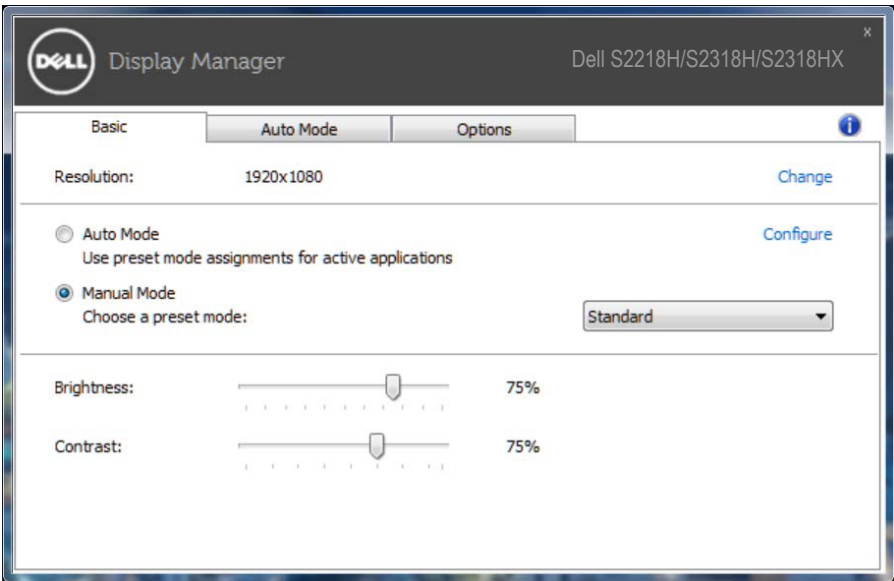 DELL Display Manager Dell S2218H/S2318H/S2318HX x
Basic Auto Mode Options i
Resolution: 1920x1080 Change
Auto Mode Configure
Use preset mode assignments for active applications
Manual Mode
Choose a preset mode: Standard
Brightness: 75%
Contrast: 75%